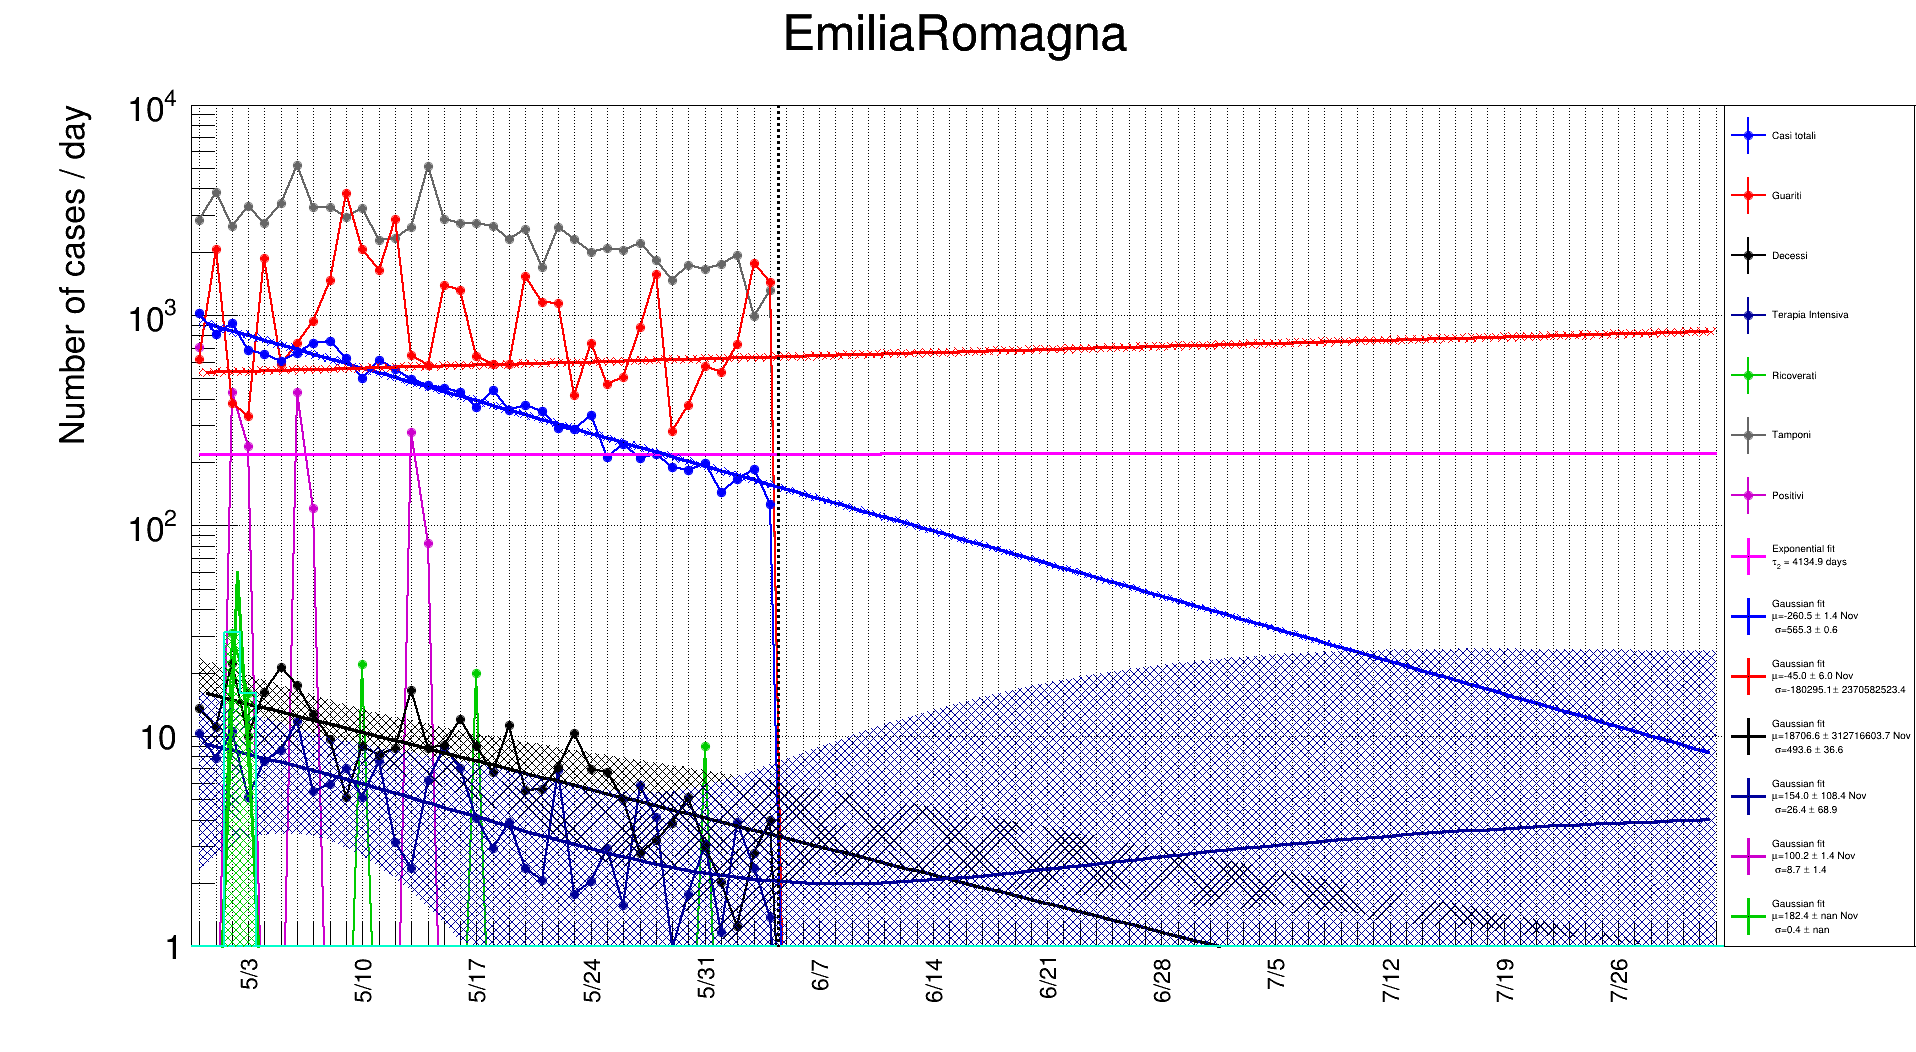 EmiliaRomagna
Number of cases / day
10^4
10^3
10^2
10
1
5/3
5/10
5/17
5/24
5/31
6/7
6/14
6/21
6/28
7/5
7/12
7/19
7/26
Casi totali
Guariti
Decessi
Terapia Intensiva
Ricoverati
Tamponi
Positivi
Exponential fit
τ2 = 4134.9 days
Gaussian fit
μ=-260.5 ± 1.4 Nov
σ=565.3 ± 0.6
Gaussian fit
μ=-45.0 ± 6.0 Nov
σ=-180295.1± 2370582523.4
Gaussian fit
μ=18706.6 ± 312716603.7 Nov
σ=493.6 ± 36.6
Gaussian fit
μ=154.0 ± 108.4 Nov
σ=26.4 ± 68.9
Gaussian fit
μ=100.2 ± 1.4 Nov
σ=8.7 ± 1.4
Gaussian fit
μ=182.4 ± nan Nov
σ=0.4 ± nan